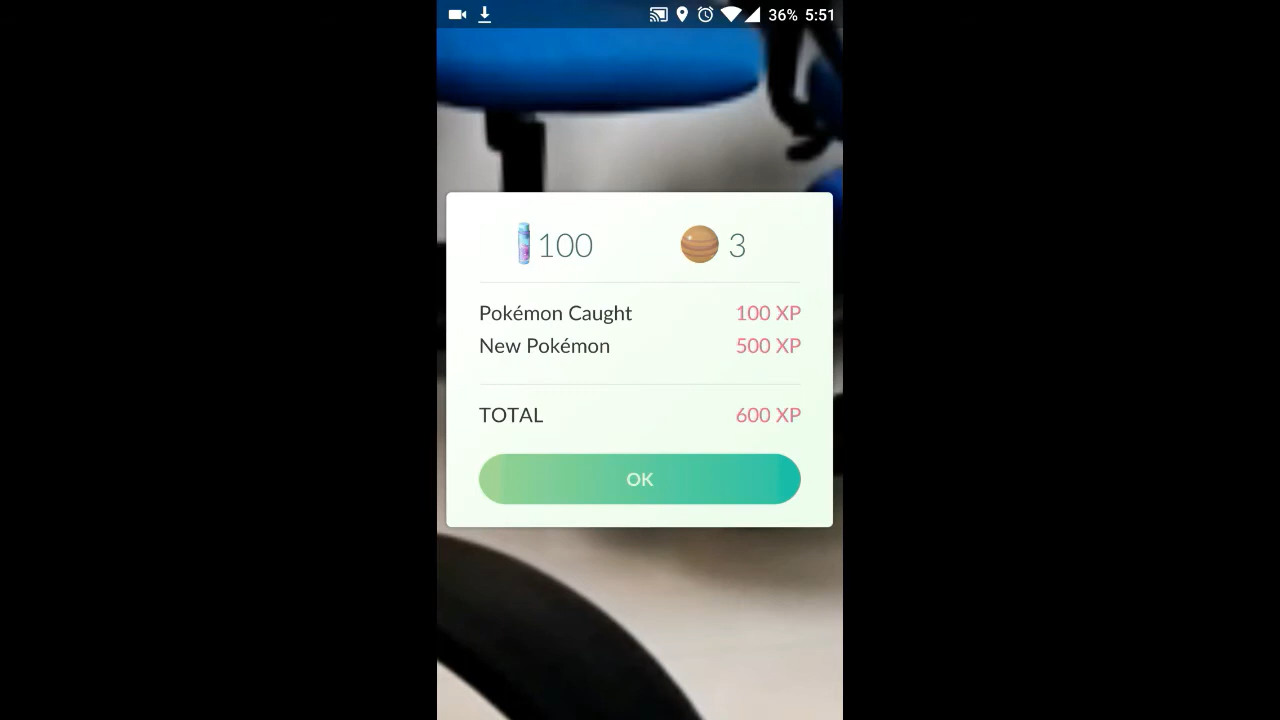 36% 5:51
100 3
Pokémon Caught 100 XP
New Pokémon 500 XP
TOTAL 600 XP
OK